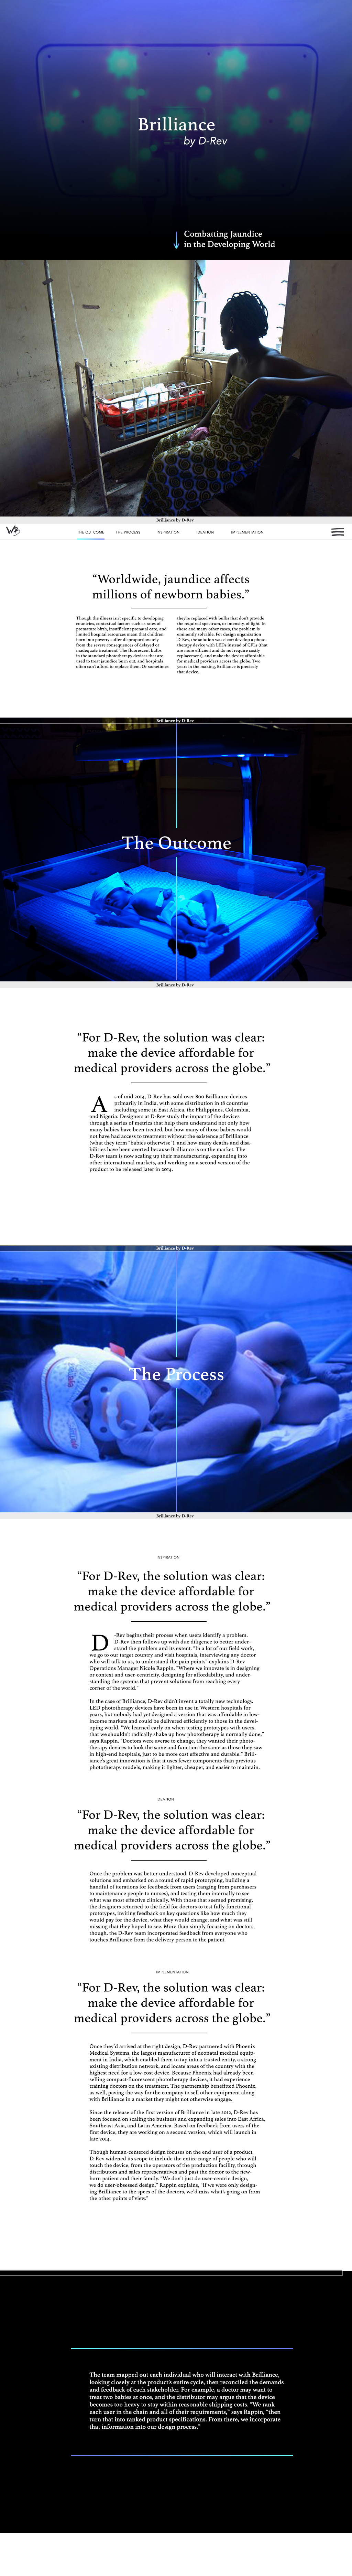 Brilliance
by D-Rev
Combatting Jaundice
in the Developing World
Brilliance by D-Rev
THE OUTCOME
THE PROCESS
INSPIRATION
IDEATION
IMPLEMENTATION
“Worldwide, jaundice affects
millions of newborn babies.”
Though the illness isn't specific to developing
countries, contextual factors such as rates of
premature birth, insufficient prenatal care, and
limited hospital resources mean that children
born into poverty suffer disproportionately
from the severe consequences of delayed or
inadequate treatment. The fluorescent bulbs
in the standard phototherapy devices often
used to treat jaundice burn out, and hospitals
often can't afford to replace them. Or sometimes
they're replaced with bulbs that don't provide
the required spectrum, or intensity, of light. In
these and many other cases, the problem is
eminently solvable. For design organization
D-Rev, the solution was clear: develop a photo-
therapy device with LEDs instead of CFLs (that
are more efficient and do not require costly
replacement), and make the device affordable
for medical providers across the globe. Two
years in the making, Brilliance is precisely
that device.
Brilliance by D-Rev
The Outcome
Brilliance by D-Rev
“For D-Rev, the solution was clear:
make the device affordable for
medical providers across the globe.”
As of mid 2014, D-Rev has sold over 800 Brilliance devices
primarily in India, with some distribution in 18 countries
including some in East Africa, the Philippines, Colombia,
and Nigeria. Designers at D-Rev study the impact of the devices
through a series of metrics that help them understand not only how
many babies have been treated, but how many of those babies would
not have had access to treatment without the existence of Brilliance
(what they term “babies otherwise”), and how many deaths and disa-
bilities have been averted because Brilliance is on the market. The
D-Rev team is now scaling up their manufacturing, expanding into
other international markets, and working on a second version of the
product to be released later in 2014.
Brilliance by D-Rev
The Process
Brilliance by D-Rev
INSPIRATION
“For D-Rev, the solution was clear:
make the device affordable for
medical providers across the globe.”
D-Rev begins their process when users identify a problem.
D-Rev then follows up with due diligence to better under-
stand the problem and its extent. “In a lot of our field work,
we go to our target country and visit hospitals, interviewing any doctor
who will talk to us, to understand the pain points” explains D-Rev
Operations Manager Nicole Rappin, “Where we innovate is in designing
or context and user-centric designing for affordability, and under-
standing the systems that prevent solutions from reaching every
corner of the world.”
In the case of Brilliance, D-Rev didn't invent a totally new technology.
LED phototherapy devices have been in use in Western hospitals for
years, but nobody had yet designed a version that was affordable in low-
income markets and could be delivered efficiently to those in the devel-
oping world. “We learned early on when testing prototypes with users,
that we shouldn't radically shake up how phototherapy is normally done,”
says Rappin. “Doctors were averse to change, they wanted their photo-
therapy devices to look the same and function the same as those they saw
in high-end hospitals, just to be more cost effective and durable.” Brill-
iance's great innovation is that it uses fewer components than previous
phototherapy models, making it lighter, cheaper, and easier to maintain.
IDEATION
“For D-Rev, the solution was clear:
make the device affordable for
medical providers across the globe.”
Once the problem was better understood, D-Rev developed conceptual
solutions and embarked on a round of rapid prototyping, building a
handful of iterations for feedback from users (ranging from purchasers
to maintenance people to nurses), and testing them internally to see
what was most effective clinically. With those that seemed promising,
the designers returned to the field for doctors to test fully functional
prototypes, inviting feedback on key questions like how much they
would pay for the device, what they would change, and what was still
missing that they hoped to see. More than simply focusing on doctors,
though, the D-Rev team incorporated feedback from everyone who
touches Brilliance from the delivery person to the patient.
IMPLEMENTATION
“For D-Rev, the solution was clear:
make the device affordable for
medical providers across the globe.”
Once they'd arrived at the right design, D-Rev partnered with Phoenix
Medical Systems, the largest manufacturer of neonatal medical equip-
ment in India, which enabled them to tap into a trusted entity, a strong
existing distribution network, and locate areas of the country with the
highest need for a low-cost device. Because Phoenix had already been
selling compact-fluorescent phototherapy devices, it had experience
training doctors on the treatment. The partnership benefited Phoenix,
as well, paving the way for the company to sell other equipment along
with Brilliance in a market they might not otherwise engage.
Since the release of the first version of Brilliance in late 2012, D-Rev has
been focused on scaling the business and expanding sales into East Africa,
Southeast Asia, and Latin America. Based on feedback from users of the
first device, they are working on a second version, which will launch in
late 2014.
Though human-centered design focuses on the end user of a product,
D-Rev widened its scope to include the entire range of people who will
touch the device, from the operators of the production facility, through
distributors and sales representatives and past the doctor to the new-
born patient and their family. “We don't just do user-centric design,
we do user-obsessed design,” Rappin explains, “If we were only design-
ing Brilliance to the specs of the doctors, we'd miss what's going on from
the other points of view.”
The team mapped out each individual who will interact with Brilliance,
looking closely at the product's entire cycle, then reconciled the demands
and feedback of each stakeholder. For example, a doctor may want to
treat two babies at once, and the distributor may argue that the device
becomes too heavy to stay within reasonable shipping costs. “We rank
each user in the chain and all of their requirements,” says Rappin, “then
turn that into ranked product specifications. From there, we incorporate
that information into our design process.”